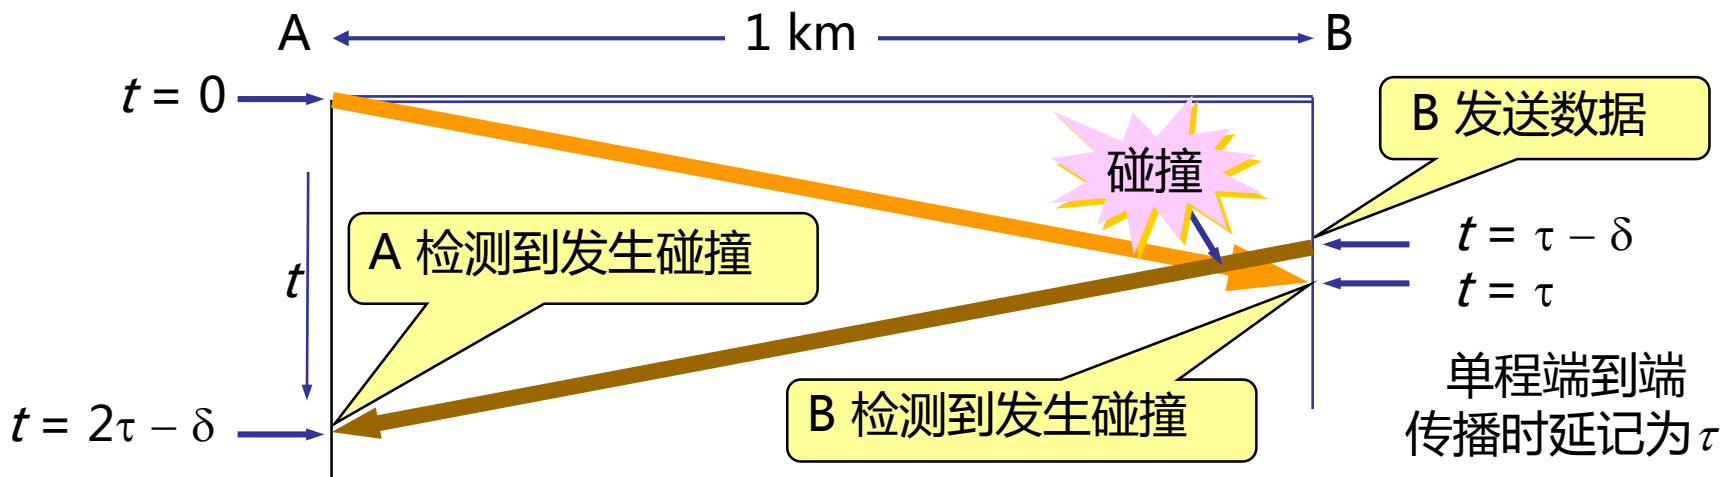 A 1 km B
t = 0
B 发送数据
碰撞
A 检测到发生碰撞
t = τ − δ
t
t = τ
单程端到端
传播时延记为 τ
B 检测到发生碰撞
t = 2τ − δ